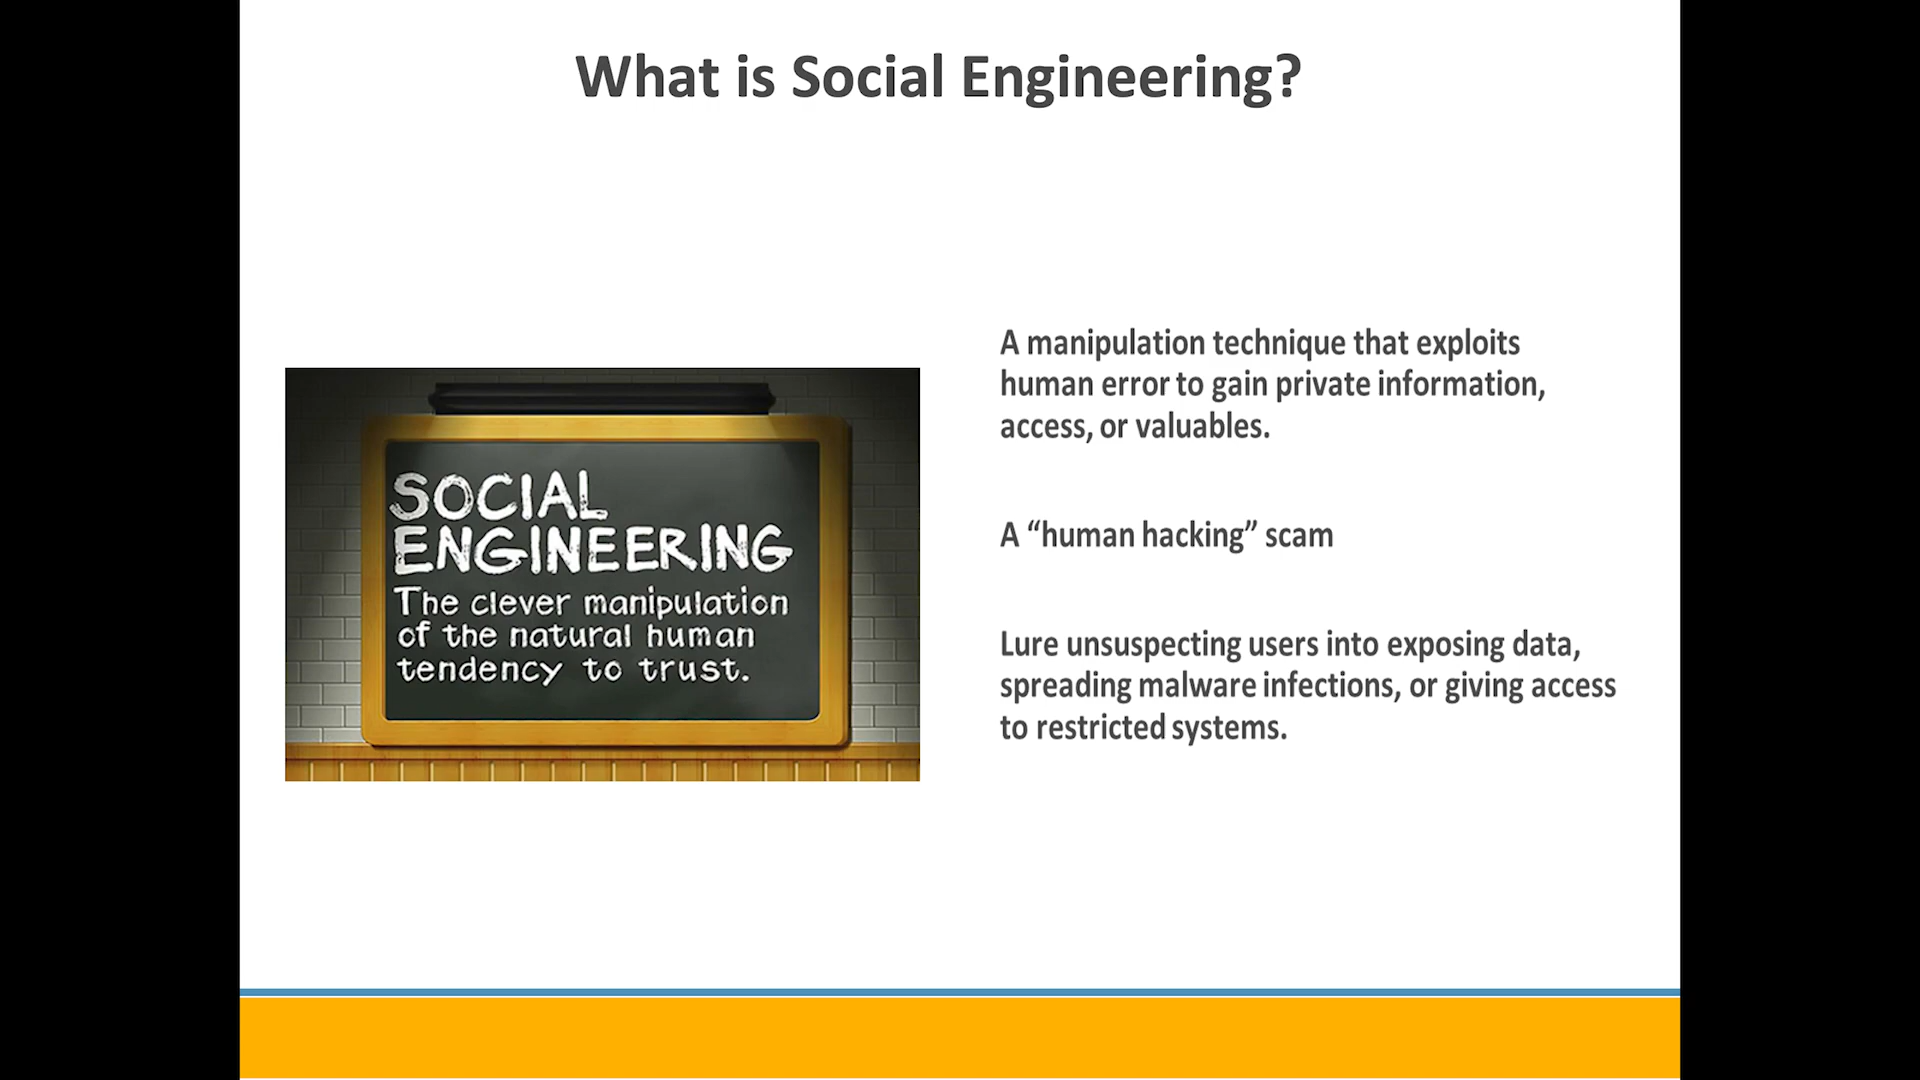 What is Social Engineering?
SOCIAL
ENGINEERING
The clever manipulation
of the natural human
tendency to trust.
A manipulation technique that exploits
human error to gain private information,
access, or valuables.
A “human hacking” scam
Lure unsuspecting users into exposing data,
spreading malware infections, or giving access
to restricted systems.